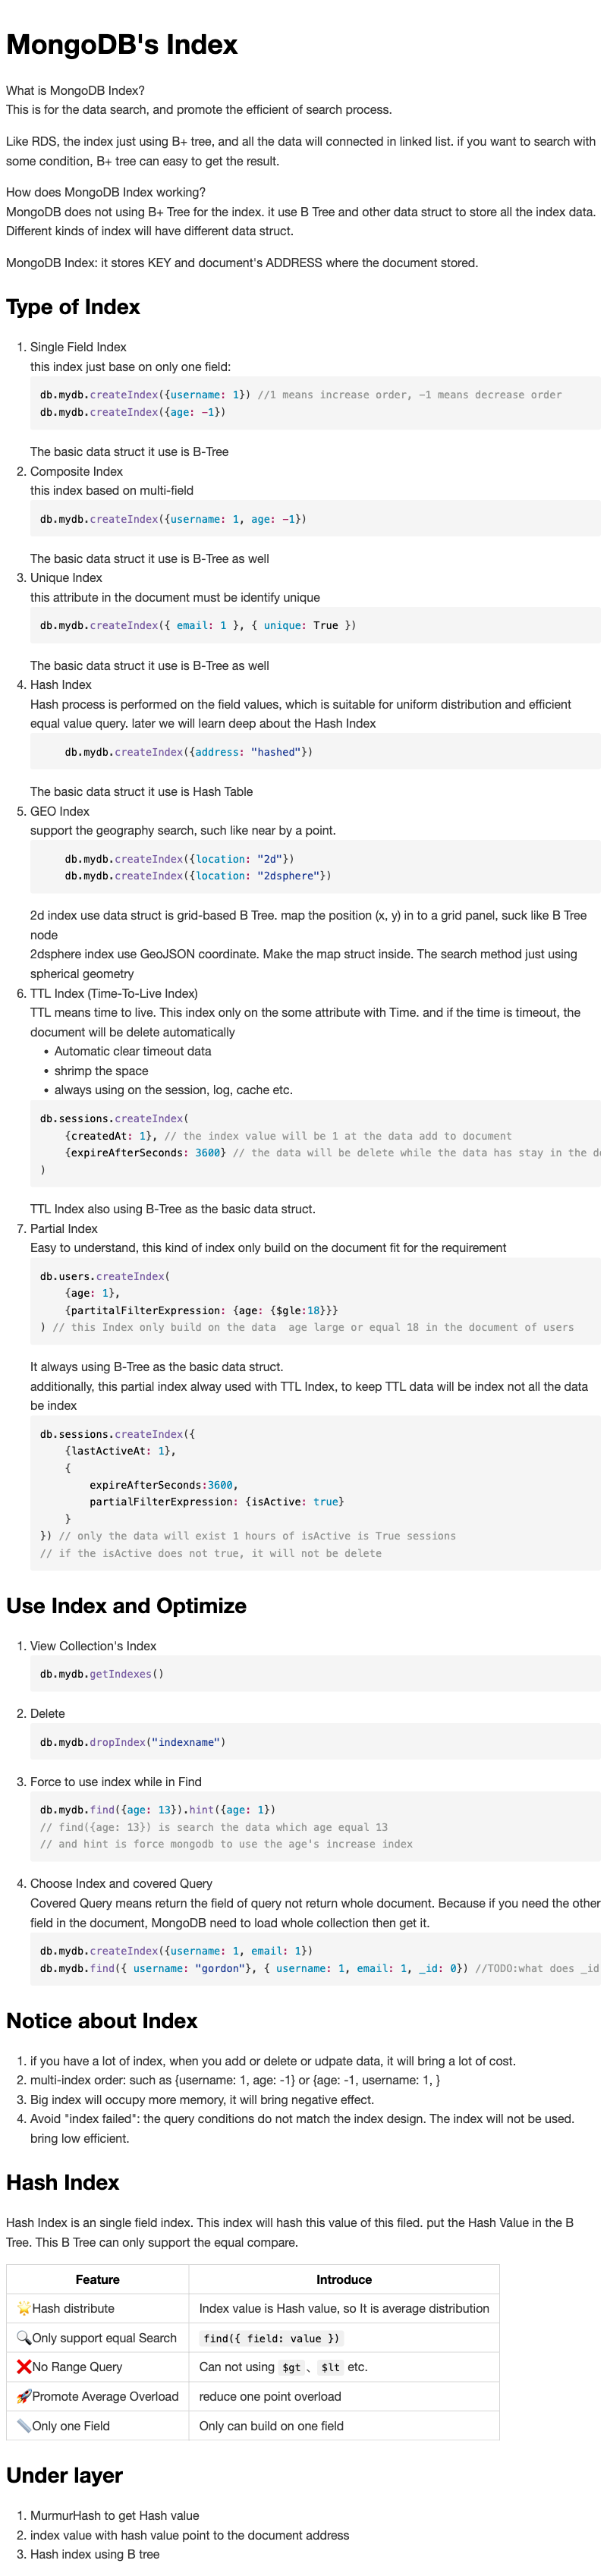 MongoDB's Index
What is MongoDB Index?
This is for the data search, and promote the efficient of search process.
Like RDS, the index just using B+ tree, and all the data will connected in linked list. if you want to search with
some condition, B+ tree can easy to get the result.
How does MongoDB Index working?
MongoDB does not using B+ Tree for the index. it use B Tree and other data struct to store all the index data.
Different kinds of index will have different data struct.
MongoDB Index: it stores KEY and document's ADDRESS where the document stored.
Type of Index
1. Single Field Index
this index just base on only one field:
db.mydb.createIndex({username: 1}) //1 means increase order, -1 means decrease order
db.mydb.createIndex({age: -1})
The basic data struct it use is B-Tree
2. Composite Index
this index based on multi-field
db.mydb.createIndex({username: 1, age: -1})
The basic data struct it use is B-Tree as well
3. Unique Index
this attribute in the document must be identify unique
db.mydb.createIndex({ email: 1 }, { unique: True })
The basic data struct it use is B-Tree as well
4. Hash Index
Hash process is performed on the field values, which is suitable for uniform distribution and efficient
equal value query. later we will learn deep about the Hash Index
db.mydb.createIndex({address: "hashed"})
The basic data struct it use is Hash Table
5. GEO Index
support the geography search, such like near by a point.
db.mydb.createIndex({location: "2d"})
db.mydb.createIndex({location: "2dsphere"})
2d index use data struct is grid-based B Tree. map the position (x, y) in to a grid panel, suck like B Tree
node
2dsphere index use GeoJSON coordinate. Make the map struct inside. The search method just using
spherical geometry
6. TTL Index (Time-To-Live Index)
TTL means time to live. This index only on the some attribute with Time. and if the time is timeout, the
document will be delete automatically
• Automatic clear timeout data
• shrimp the space
• always using on the session, log, cache etc.
db.sessions.createIndex(
{createdAt: 1}, // the index value will be 1 at the data add to document
{expireAfterSeconds: 3600} // the data will be delete while the data has stay in the d
)
TTL Index also using B-Tree as the basic data struct.
7. Partial Index
Easy to understand, this kind of index only build on the document fit for the requirement
db.users.createIndex(
{age: 1},
{partitalFilterExpression: {age: {$gle:18}}}
) // this Index only build on the data  age large or equal 18 in the document of users
It always using B-Tree as the basic data struct.
additionally, this partial index alway used with TTL Index, to keep TTL data will be index not all the data
be index
db.sessions.createIndex({
{lastActiveAt: 1},
{
expireAfterSeconds:3600,
partialFilterExpression: {isActive: true}
}
}) // only the data will exist 1 hours of isActive is True sessions
// if the isActive does not true, it will not be delete
Use Index and Optimize
1. View Collection's Index
db.mydb.getIndexes()
2. Delete
db.mydb.dropIndex("indexname")
3. Force to use index while in Find
db.mydb.find({age: 13}).hint({age: 1})
// find({age: 13}) is search the data which age equal 13
// and hint is force mongodb to use the age's increase index
4. Choose Index and covered Query
Covered Query means return the field of query not return whole document. Because if you need the other
field in the document, MongoDB need to load whole collection then get it.
db.mydb.createIndex({username: 1, email: 1})
db.mydb.find({ username: "gordon"}, { username: 1, email: 1, _id: 0}) //TODO:what does _id
Notice about Index
1. if you have a lot of index, when you add or delete or udpate data, it will bring a lot of cost.
2. multi-index order: such as {username: 1, age: -1} or {age: -1, username: 1, }
3. Big index will occupy more memory, it will bring negative effect.
4. Avoid "index failed": the query conditions do not match the index design. The index will not be used.
bring low efficient.
Hash Index
Hash Index is an single field index. This index will hash this value of this filed. put the Hash Value in the B
Tree. This B Tree can only support the equal compare.
Feature Introduce
🌟Hash distribute Index value is Hash value, so It is average distribution
🔍Only support equal Search find({ field: value })
❌No Range Query Can not using $gt 、 $lt etc.
🚀Promote Average Overload reduce one point overload
📏Only one Field Only can build on one field
Under layer
1. MurmurHash to get Hash value
2. index value with hash value point to the document address
3. Hash index using B tree